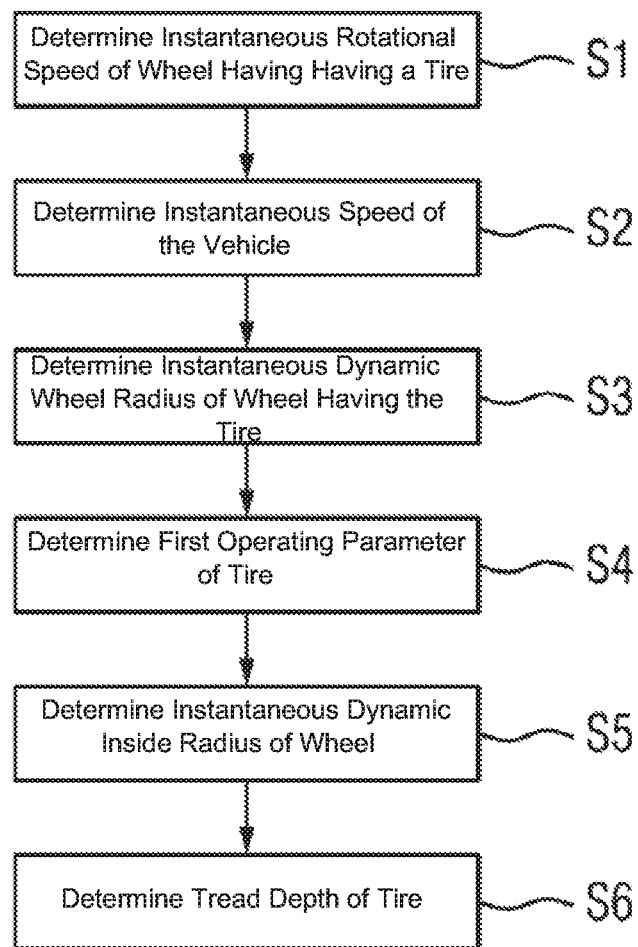 Determine Instantaneous Rotational
Speed of Wheel Having Having a Tire
S1
Determine Instantaneous Speed of
the Vehicle
S2
Determine Instantaneous Dynamic
Wheel Radius of Wheel Having the
Tire
S3
Determine First Operating Parameter
of Tire
S4
Determine Instantaneous Dynamic
Inside Radius of Wheel
S5
Determine Tread Depth of Tire
S6